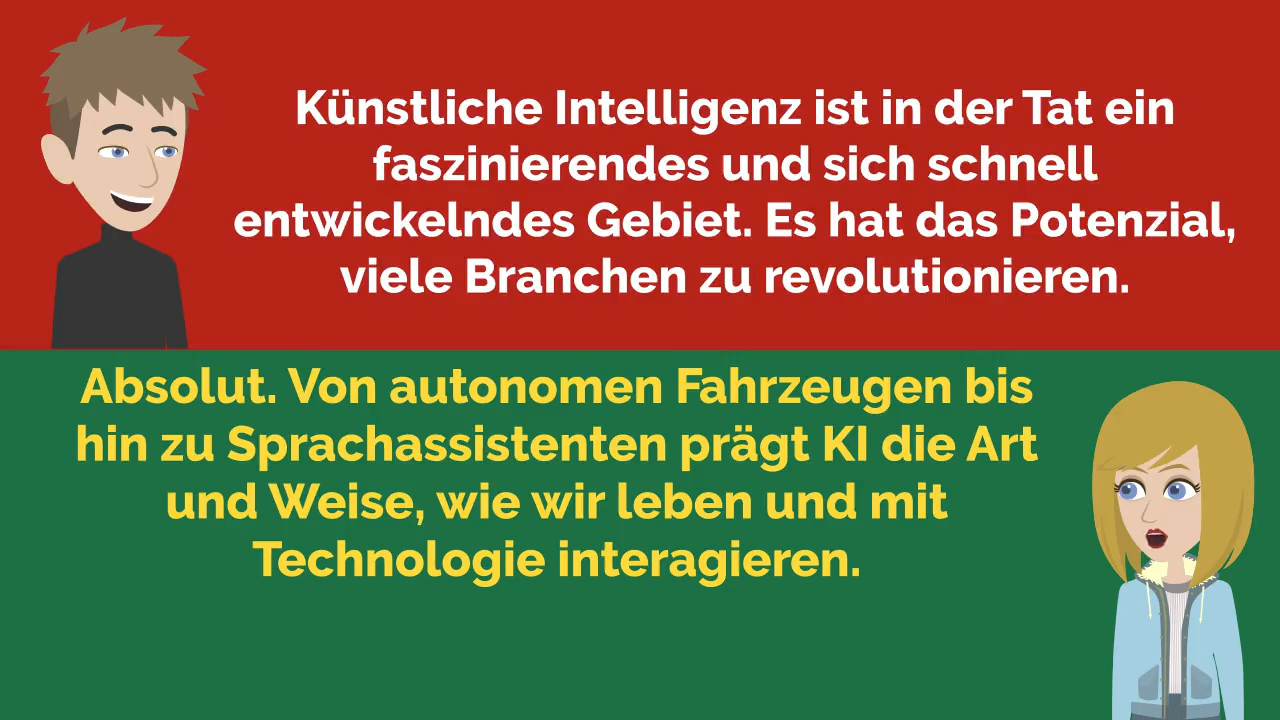 Künstliche Intelligenz ist in der Tat ein
faszinierendes und sich schnell
entwickelndes Gebiet. Es hat das Potenzial,
viele Branchen zu revolutionieren.
Absolut. Von autonomen Fahrzeugen bis
hin zu Sprachassistenten prägt KI die Art
und Weise, wie wir leben und mit
Technologie interagieren.